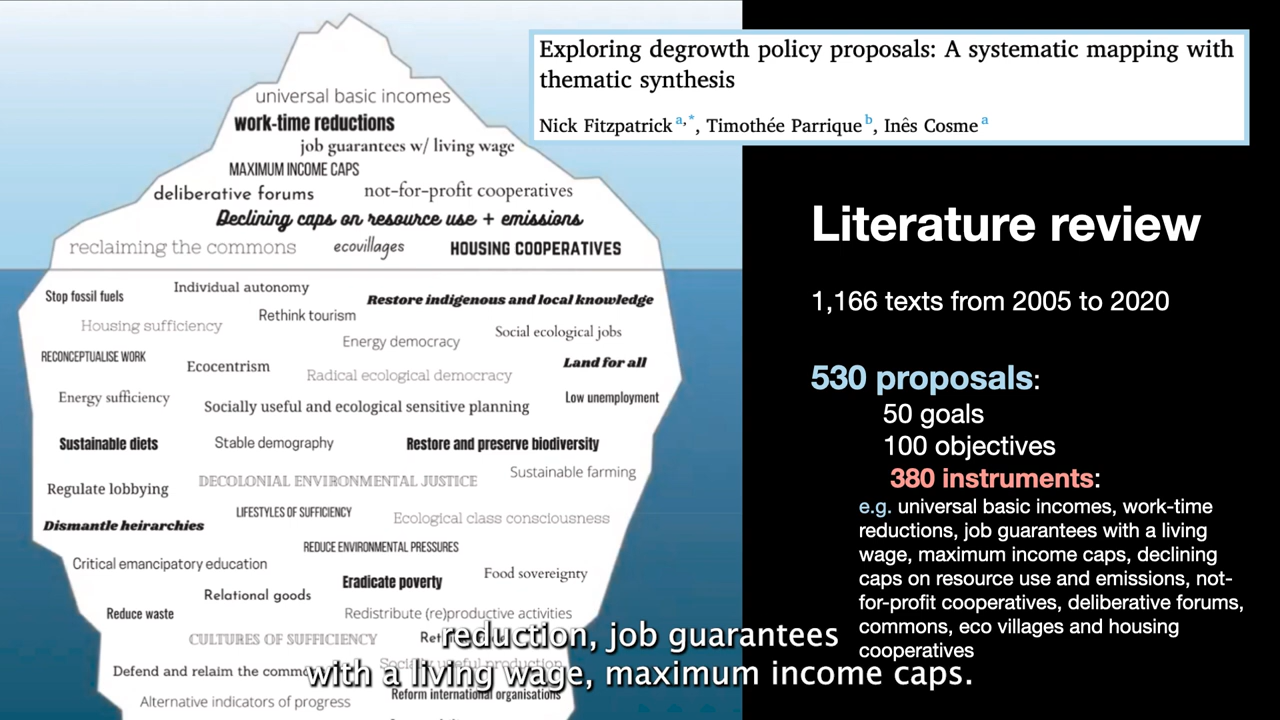 Exploring degrowth policy proposals: A systematic mapping with
thematic synthesis
Nick Fitzpatrick a,*, Timothée Parrique b, Inês Cosme a
universal basic incomes
work-time reductions
job guarantees w/ living wage
MAXIMUM INCOME CAPS
deliberative forums
not-for-profit cooperatives
Declining caps on resource use + emissions
reclaiming the commons
ecovillages
HOUSING COOPERATIVES
Stop fossil fuels
Individual autonomy
Restore indigenous and local knowledge
Housing sufficiency
Rethink tourism
Social ecological jobs
Energy democracy
RECONCEPTUALISE WORK
Ecocentrism
Land for all
Radical ecological democracy
Energy sufficiency
Socially useful and ecological sensitive planning
Low unemployment
Sustainable diets
Stable demography
Restore and preserve biodiversity
Sustainable farming
DECOLONIAL ENVIRONMENTAL JUSTICE
Regulate lobbying
LIFESTYLES OF SUFFICIENCY
Ecological class consciousness
Dismantle heirarchies
REDUCE ENVIRONMENTAL PRESSURES
Critical emancipatory education
Eradicate poverty
Food sovereignty
Relational goods
Reduce waste
Redistribute (re)productive activities
CULTURES OF SUFFICIENCY
Defend and relaim the
Socially useful production
Alternative indicators of progress
Reform international organisations
Literature review
1,166 texts from 2005 to 2020
530 proposals:
50 goals
100 objectives
380 instruments:
e.g. universal basic incomes, work-time
reductions, job guarantees with a living
wage, maximum income caps, declining
caps on resource use and emissions, not-
for-profit cooperatives, deliberative forums,
commons, eco villages and housing
cooperatives
reduction, job guarantees
with a living wage, maximum income caps.